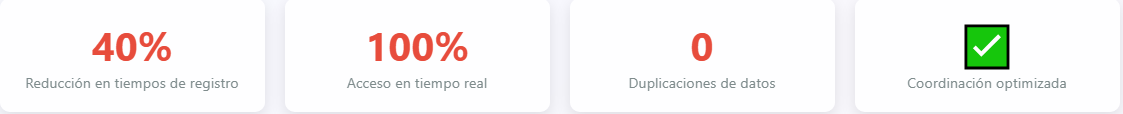 40%
Reducción en tiempos de registro
100%
Acceso en tiempo real
0
Duplicaciones de datos
Coordinación optimizada